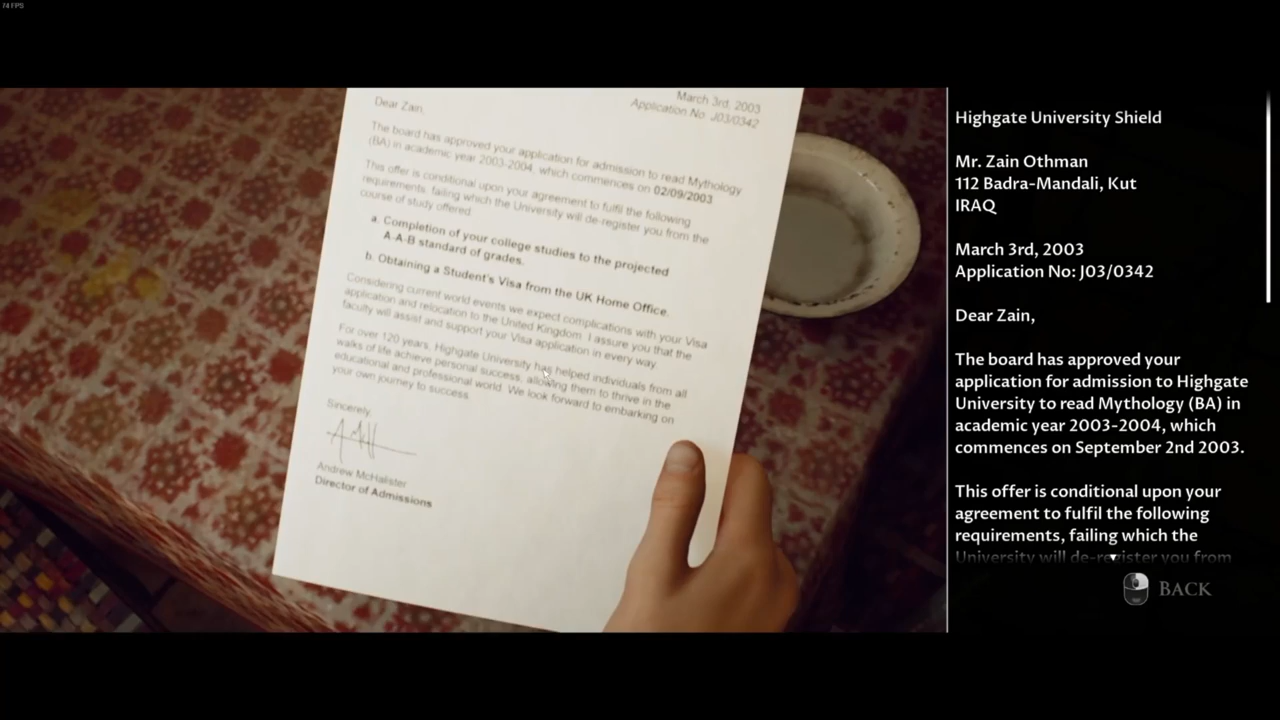 74 FPS
March 3rd, 2003
Application No J03/0342
Dear Zain,
The board has approved your application for admission to read Mythology
(BA) in academic year 2003-2004, which commences on 02/09/2003
This offer is conditional upon your agreement to fulfil the following
requirements, failing which the University will de-register you from the
course of study offered.
a. Completion of your college studies to the projected
A-A-B standard of grades.
b. Obtaining a Student's Visa from the UK Home Office.
Considering current world events we expect complications with your Visa
application and relocation to the United Kingdom. I assure you that the
faculty will assist and support your Visa application in every way
For over 120 years, Highgate University has helped individuals from all
walks of life achieve personal success, allowing them to thrive in the
educational and professional world. We look forward to embarking on
your own journey to success.
Sincerely,
Andrew McHalister
Director of Admissions
Highgate University Shield
Mr. Zain Othman
112 Badra-Mandali, Kut
IRAQ
March 3rd, 2003
Application No: J03/0342
Dear Zain,
The board has approved your
application for admission to Highgate
University to read Mythology (BA) in
academic year 2003-2004, which
commences on September 2nd 2003.
This offer is conditional upon your
agreement to fulfil the following
requirements, failing which the
University will de-register you from
BACK